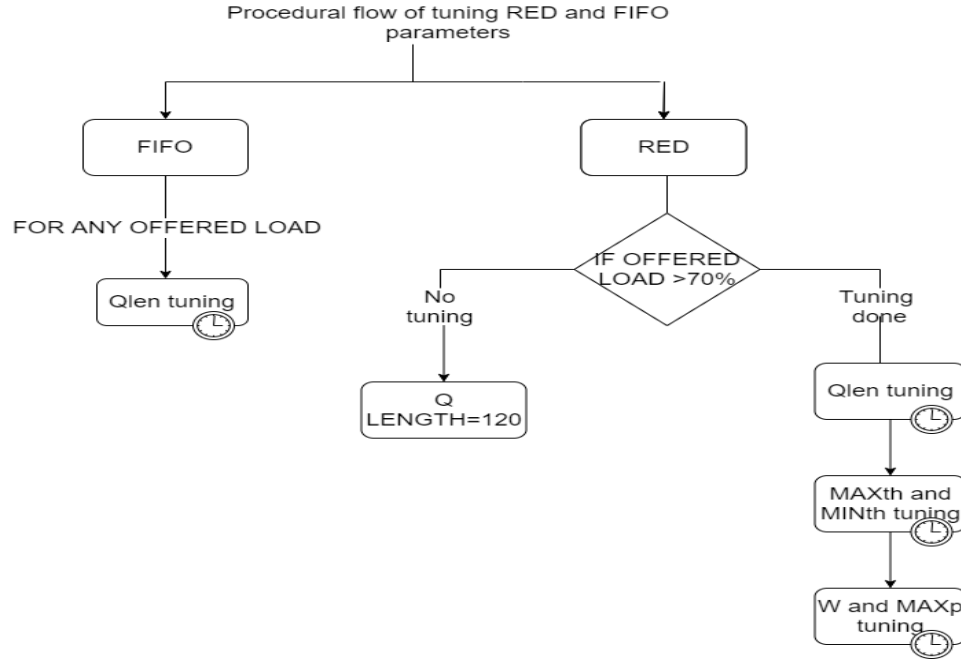 Procedural flow of tuning RED and FIFO
parameters
FIFO
RED
FOR ANY OFFERED LOAD
IF OFFERED
LOAD >70%
Qlen tuning
No
tuning
Tuning
done
Q
LENGTH=120
Qlen tuning
MAXth and
MINth tuning
W and MAXp
tuning